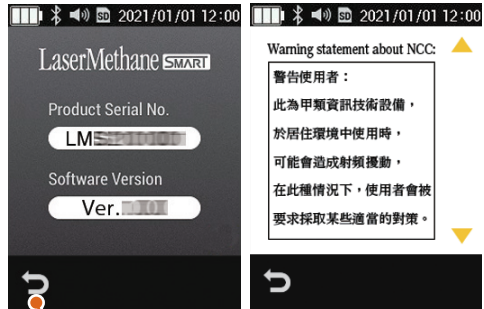 2021/01/01 12:00
LaserMethane SMART
Product Serial No.
LMS
Software Version
Ver.
SD 2021/01/01 12:00
Warning statement about NCC:
警告使用者：
此為甲類資訊技術設備，
於居住環境中使用時，
可能會造成射頻擾動，
在此種情況下，使用者會被
要求採取某些適當的對策。